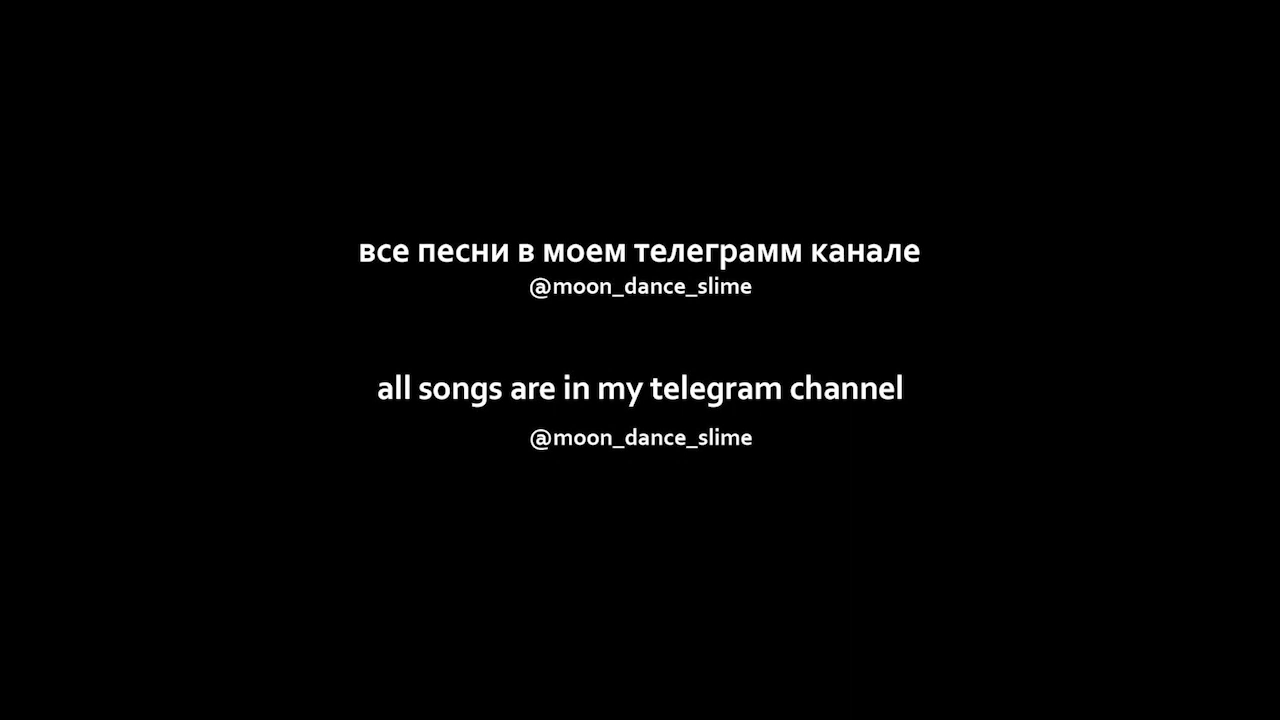 все песни в моем телеграмм канале
@moon_dance_slime
all songs are in my telegram channel
@moon_dance_slime